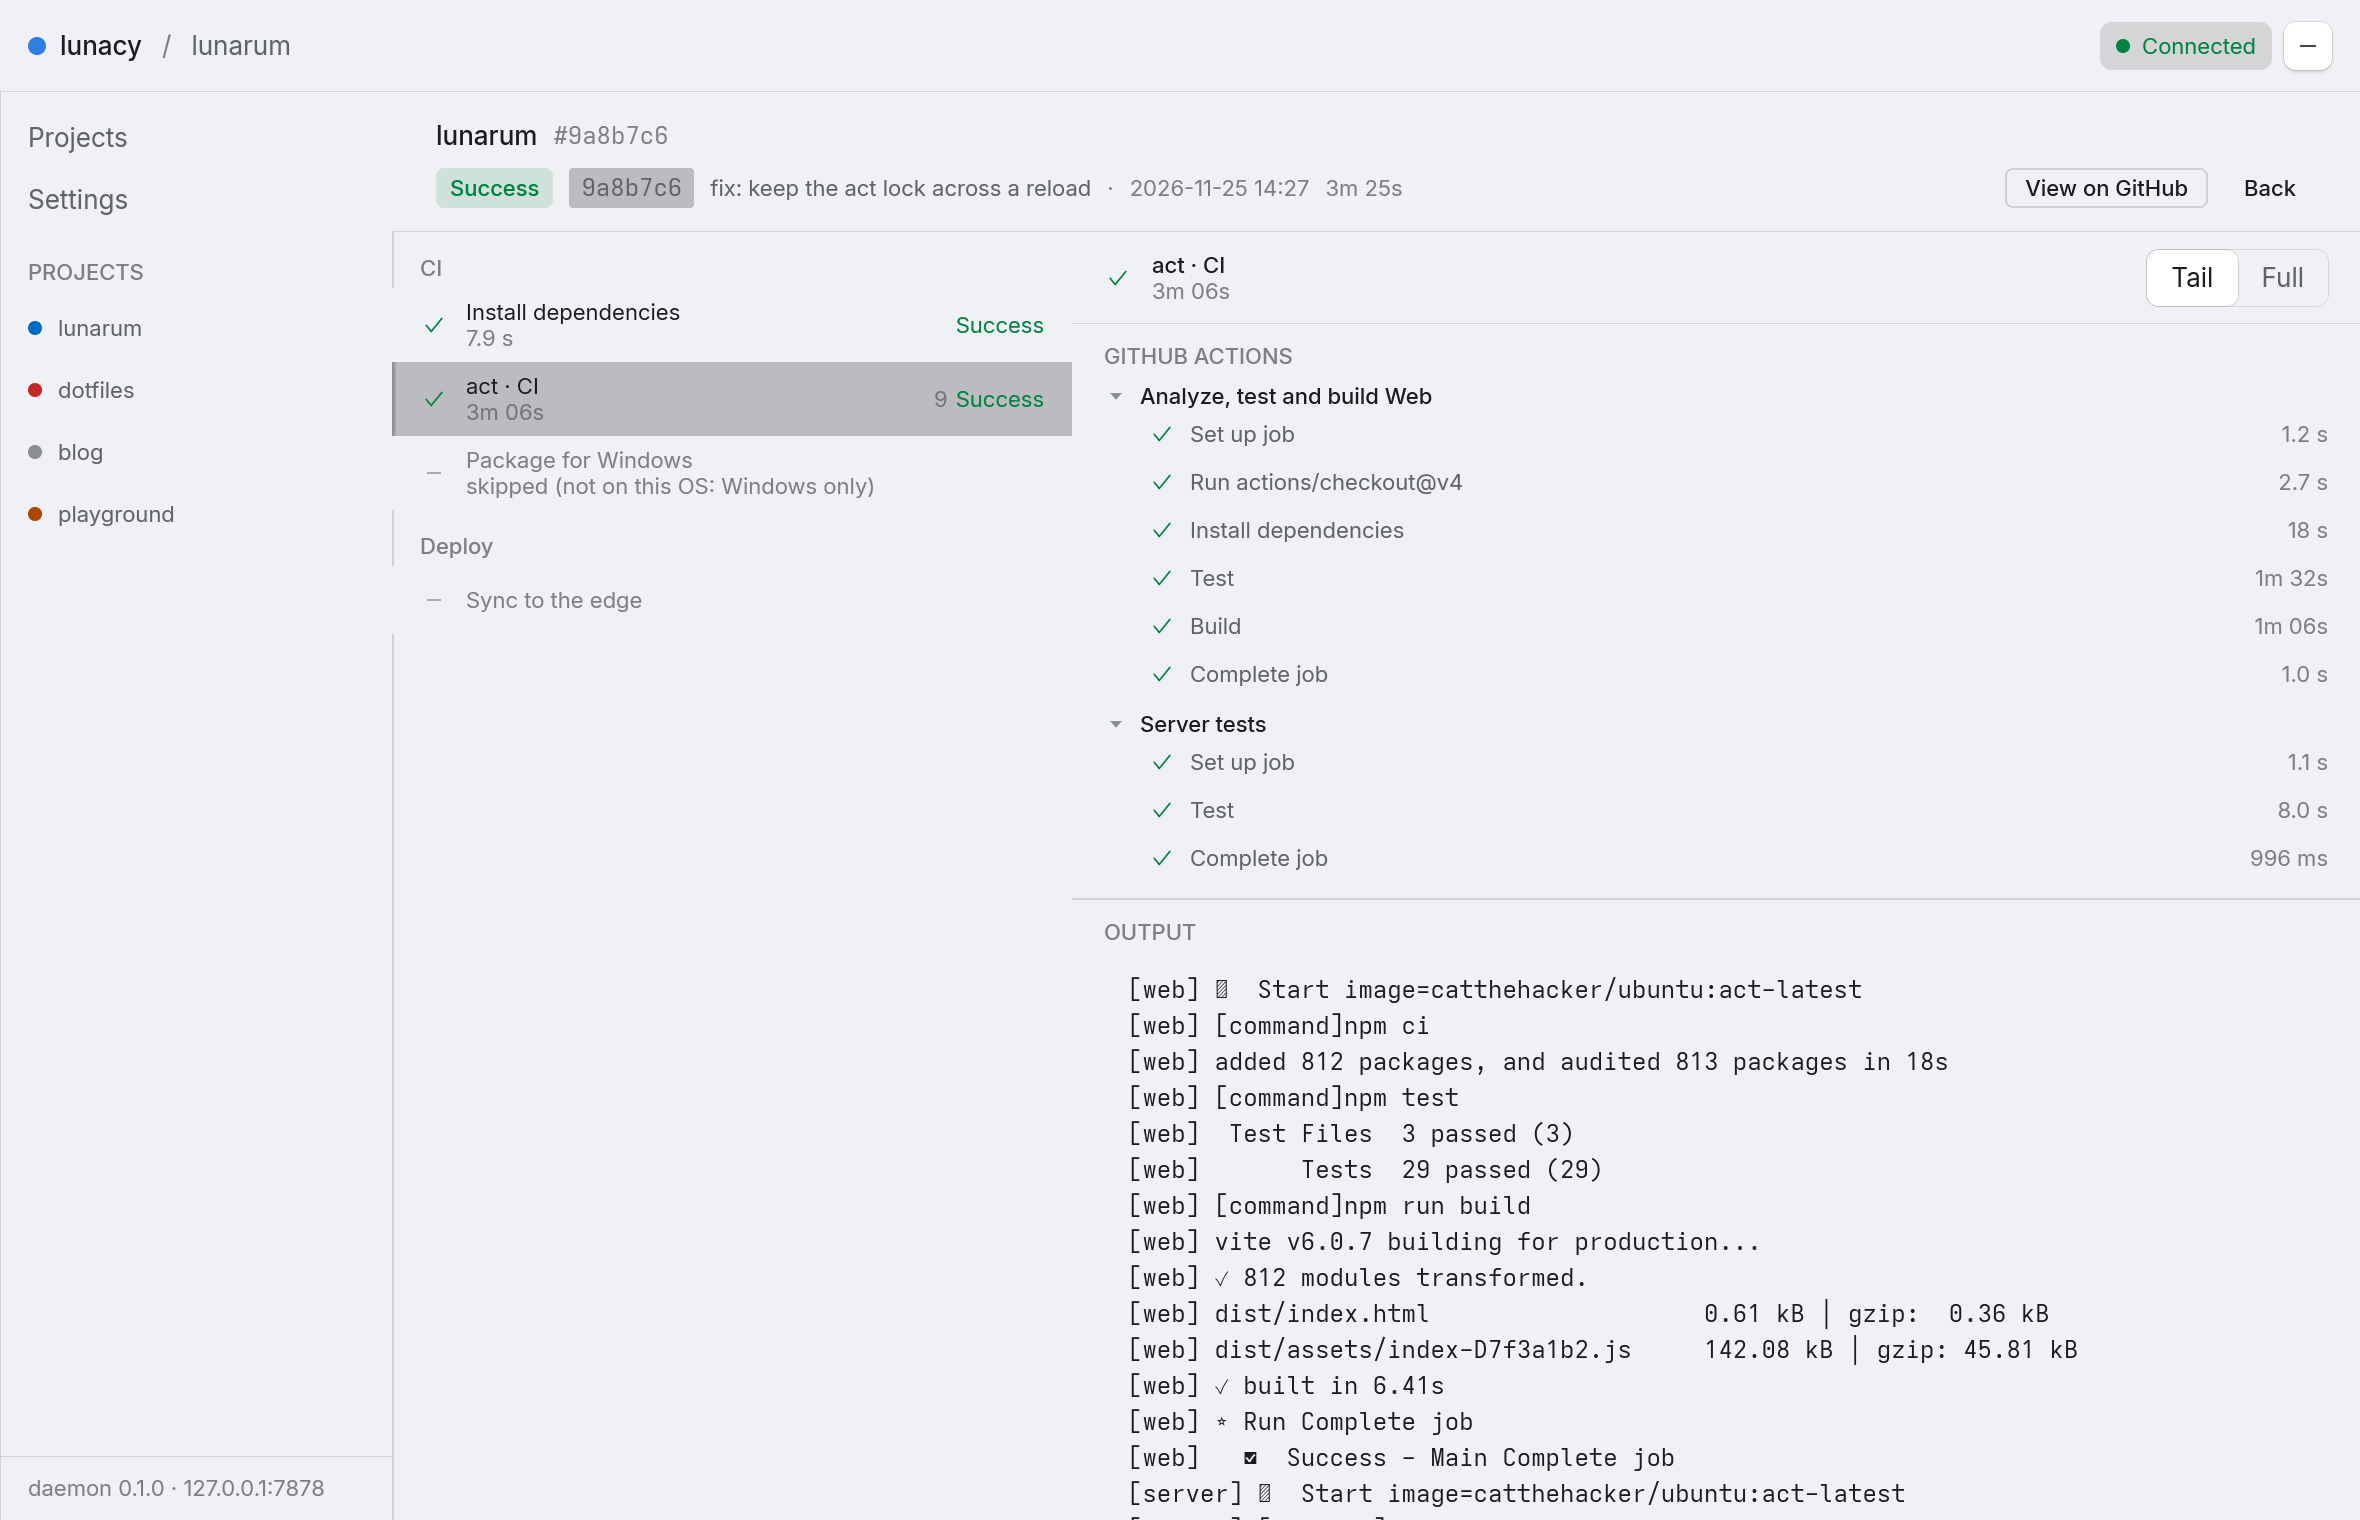 lunacy / lunarum
Connected
Projects
Settings
PROJECTS
lunarum
dotfiles
blog
playground
daemon 0.1.0 · 127.0.0.1:7878
lunarum #9a8b7c6
Success 9a8b7c6 fix: keep the act lock across a reload · 2026-11-25 14:27 3m 25s
View on GitHub Back
CI
Install dependencies
7.9 s
Success
act · CI
3m 06s
9 Success
Package for Windows
skipped (not on this OS: Windows only)
Deploy
Sync to the edge
act · CI
3m 06s
Tail Full
GITHUB ACTIONS
Analyze, test and build Web
Set up job 1.2 s
Run actions/checkout@v4 2.7 s
Install dependencies 18 s
Test 1m 32s
Build 1m 06s
Complete job 1.0 s
Server tests
Set up job 1.1 s
Test 8.0 s
Complete job 996 ms
OUTPUT
[web] Start image=catthehacker/ubuntu:act-latest
[web] [command]npm ci
[web] added 812 packages, and audited 813 packages in 18s
[web] [command]npm test
[web]  Test Files  3 passed (3)
[web]       Tests  29 passed (29)
[web] [command]npm run build
[web] vite v6.0.7 building for production...
[web] ✓ 812 modules transformed.
[web] dist/index.html                   0.61 kB │ gzip:  0.36 kB
[web] dist/assets/index-D7f3a1b2.js     142.08 kB │ gzip: 45.81 kB
[web] ✓ built in 6.41s
[web] ⭐ Run Complete job
[web]   ☑  Success - Main Complete job
[server] Start image=catthehacker/ubuntu:act-latest